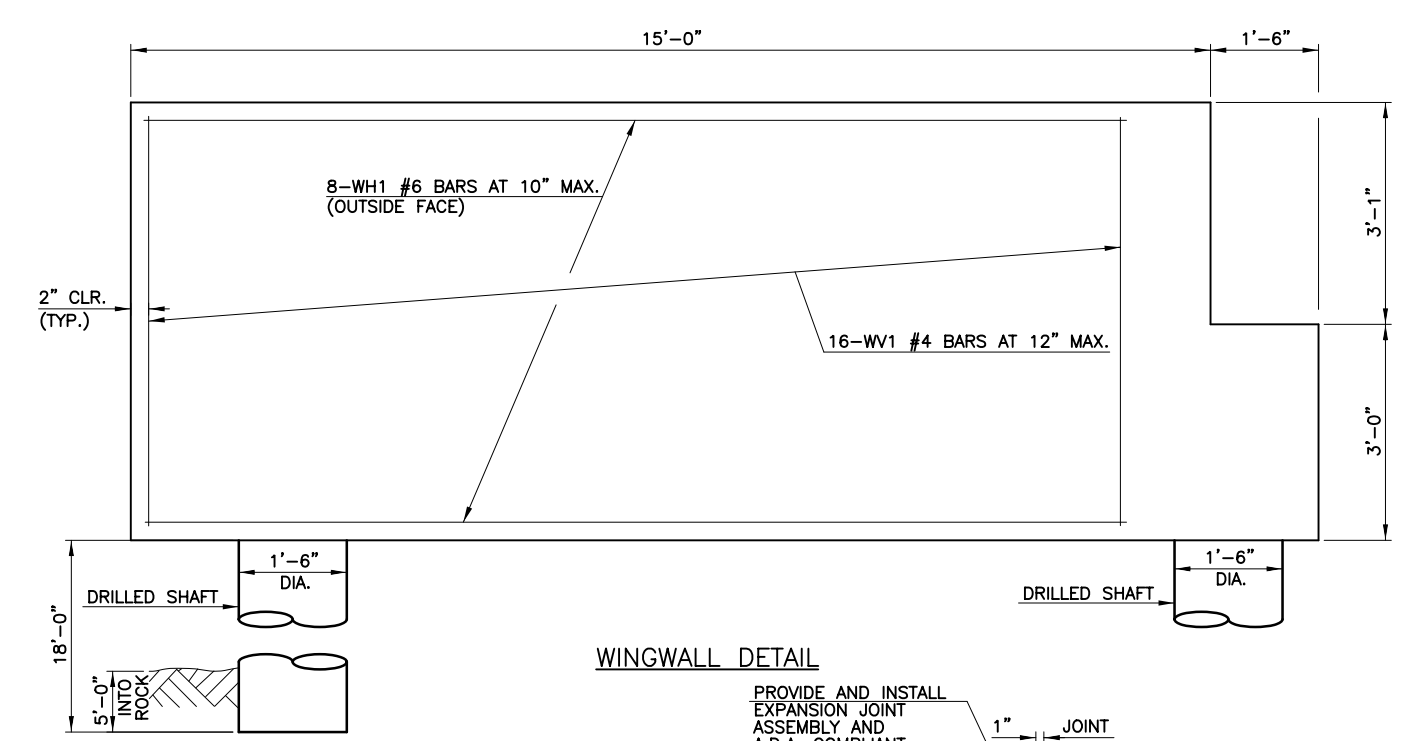 15'-0"
1'-6"
8-WH1 #6 BARS AT 10" MAX.
(OUTSIDE FACE)
3'-1"
2" CLR.
(TYP.)
16-WV1 #4 BARS AT 12" MAX.
3'-0"
1'-6"
DIA.
1'-6"
DIA.
DRILLED SHAFT
DRILLED SHAFT
18'-0"
5'-0"
INTO
ROCK
WINGWALL DETAIL
PROVIDE AND INSTALL
EXPANSION JOINT
ASSEMBLY AND
A.D.A. COMPLIANT
1"
JOINT